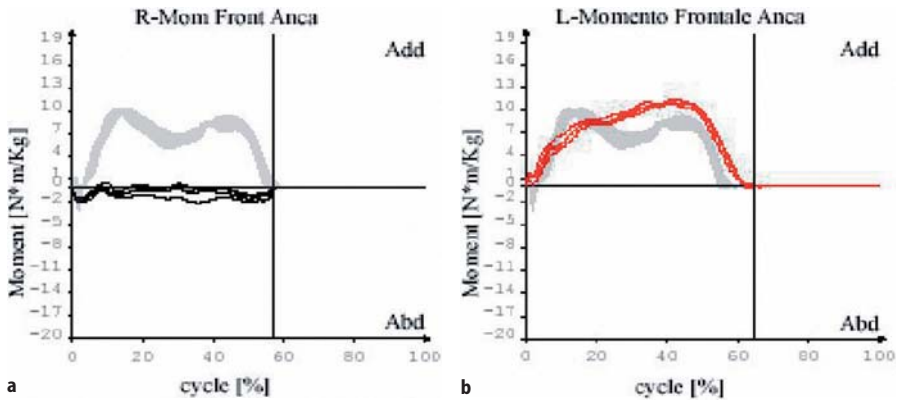 R-Mom Front Anca
19
16
13
10
7
4
1
0
-2
-5
-8
-11
-14
-17
-20
Moment [N*m/Kg]
Add
Abd
0 20 40 60 80 100
cycle [%]
a
L-Momento Frontale Anca
19
16
13
10
7
4
1
0
-2
-5
-8
-11
-14
-17
-20
Moment [N*m/Kg]
Add
Abd
0 20 40 60 80 100
cycle [%]
b